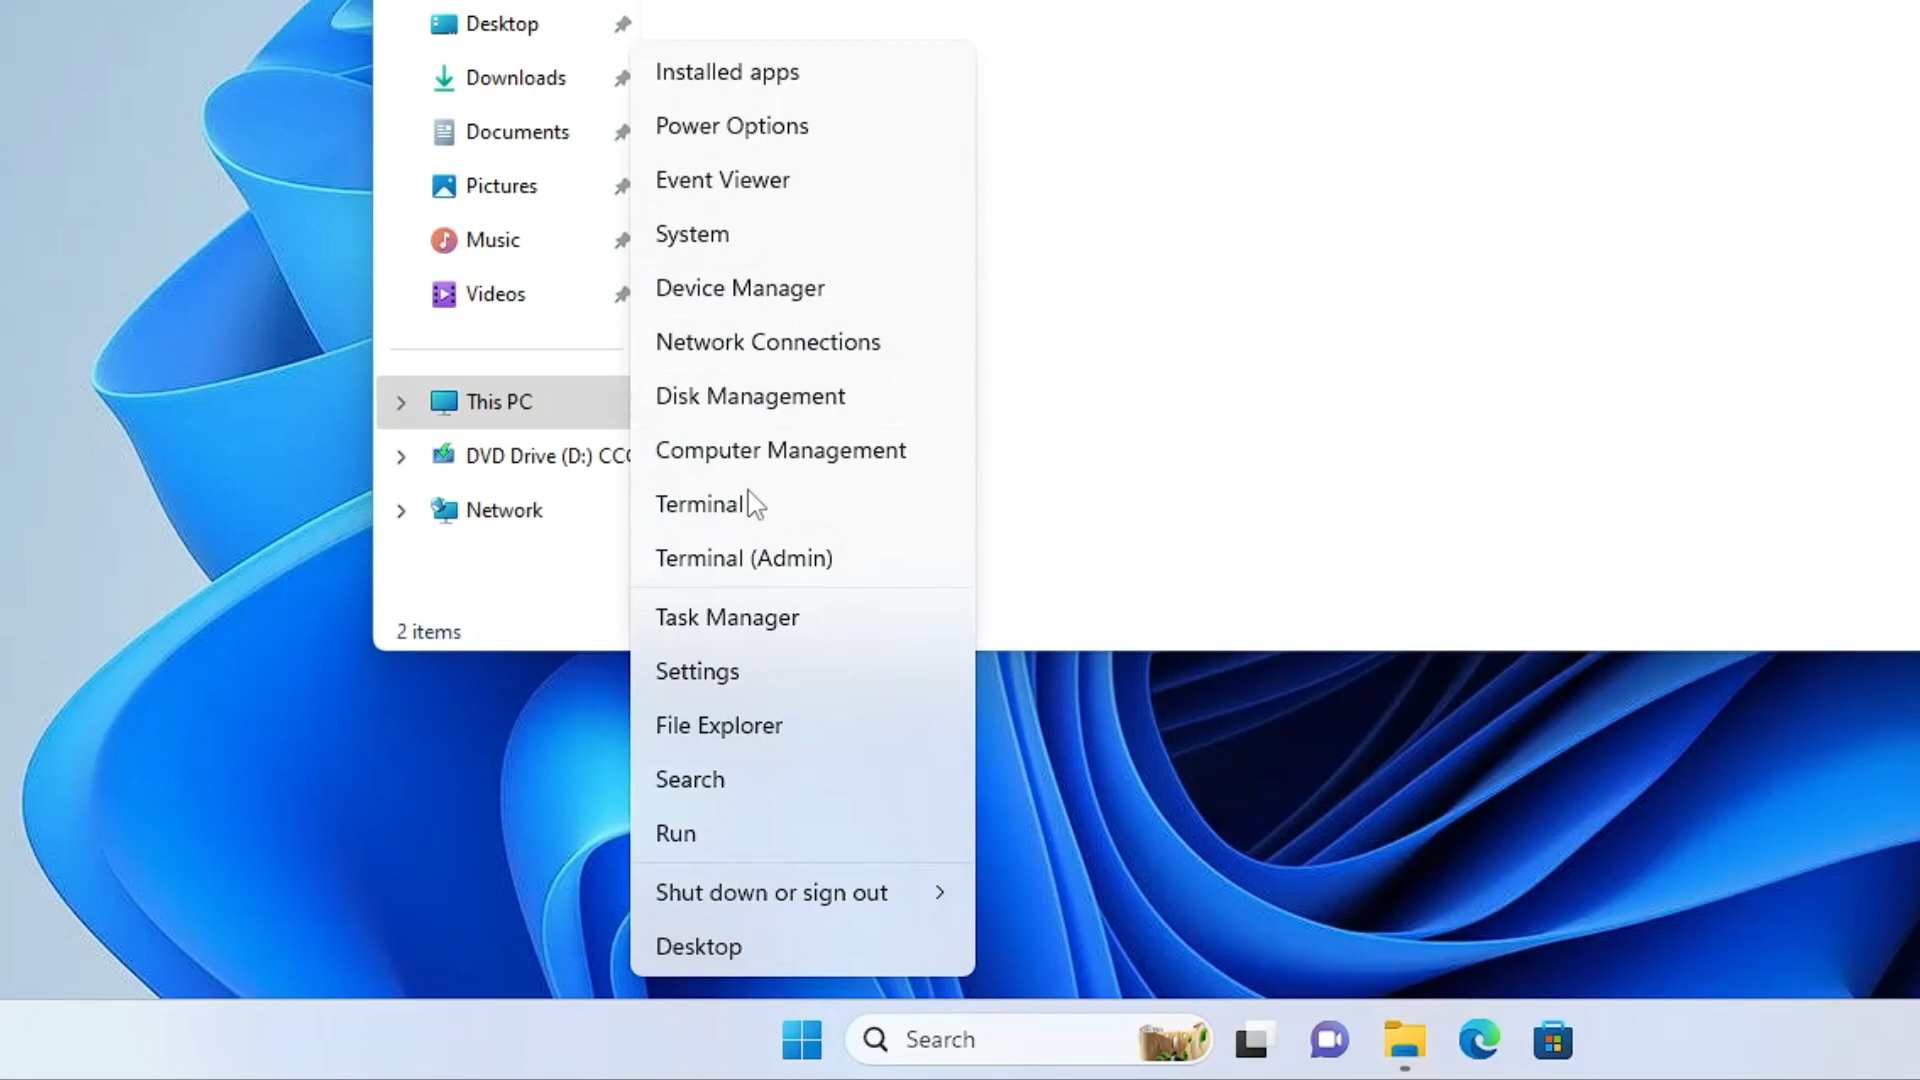 Desktop
Downloads
Documents
Pictures
Music
Videos
This PC
DVD Drive (D:) CCC
Network
2 items
Installed apps
Power Options
Event Viewer
System
Device Manager
Network Connections
Disk Management
Computer Management
Terminal
Terminal (Admin)
Task Manager
Settings
File Explorer
Search
Run
Shut down or sign out
Desktop
Search